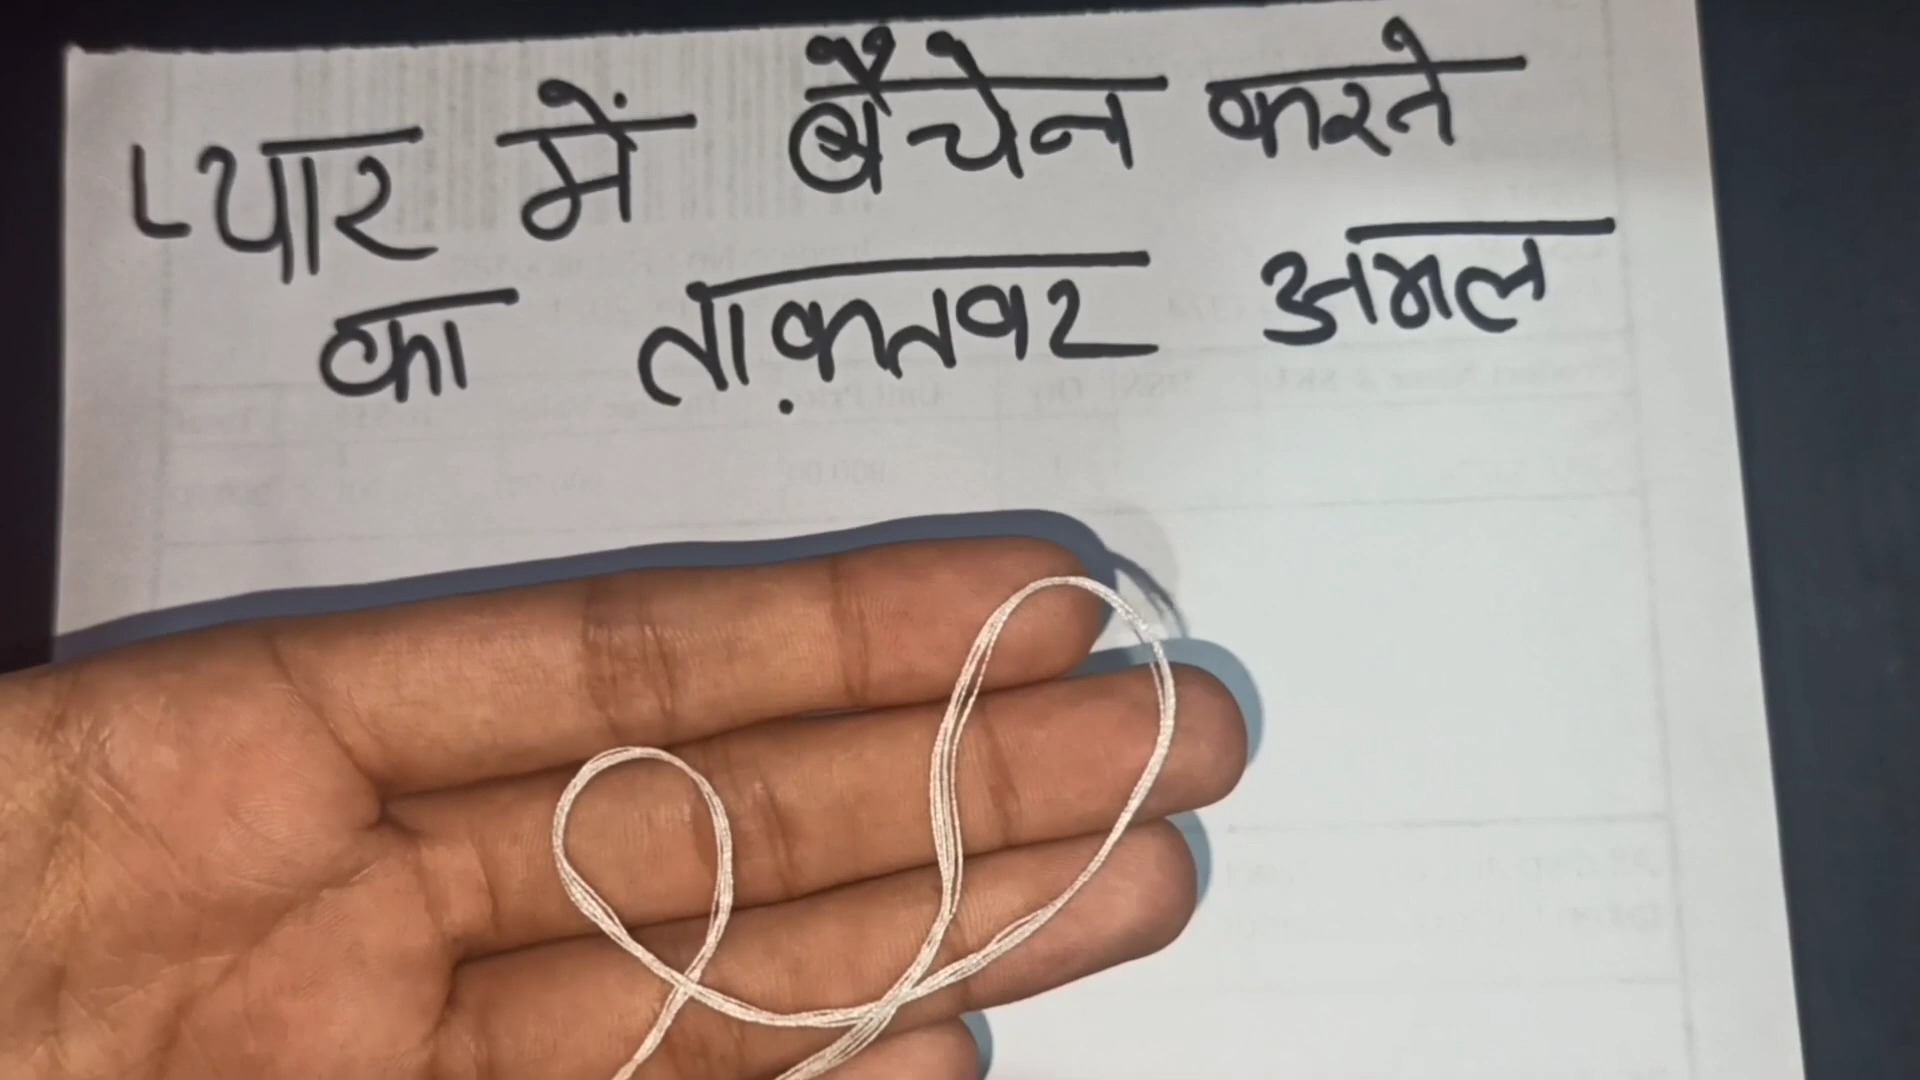 प्यार में बैचेन करने
का ताक़तवर अमल